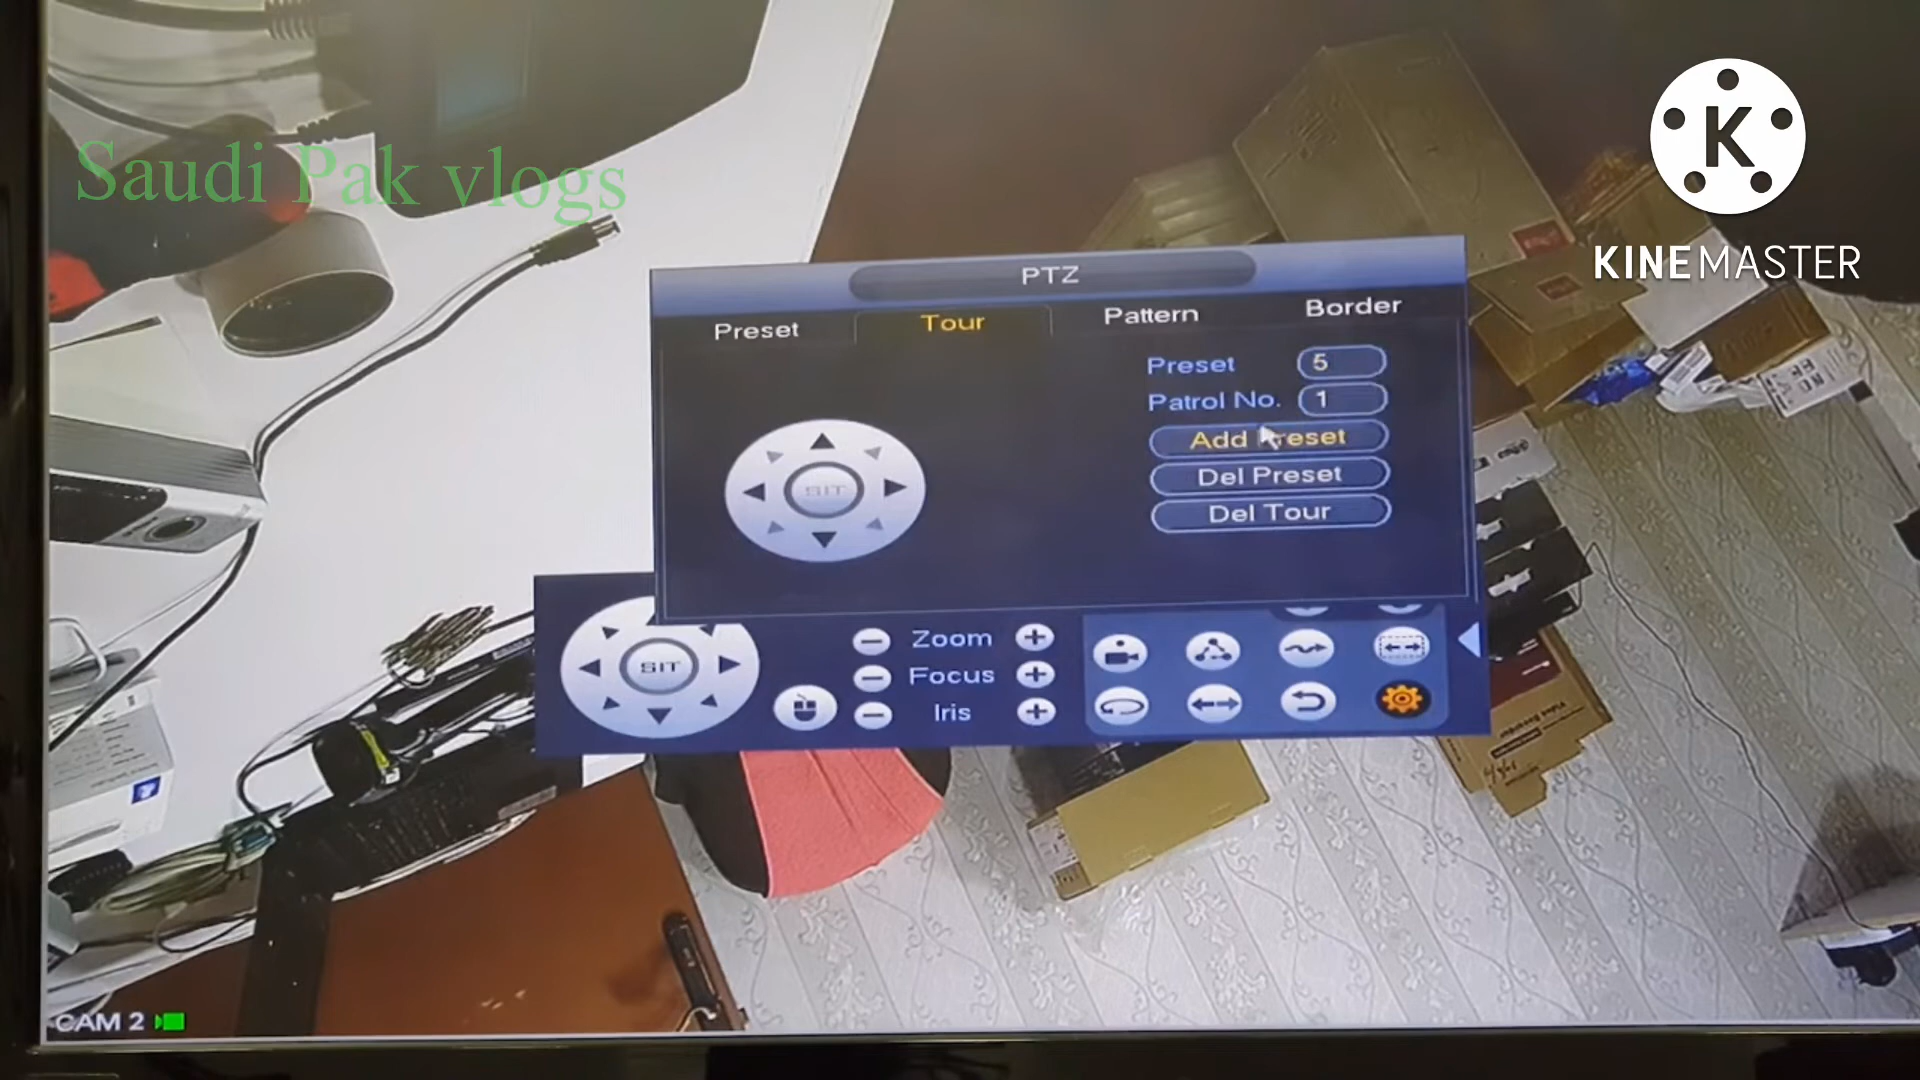 Saudi Pak vlogs
K
KINEMASTER
PTZ
Preset Tour Pattern Border
Preset 5
Patrol No. 1
Add Preset
Del Preset
Del Tour
SIT
SIT
Zoom
Focus
Iris
CAM 2